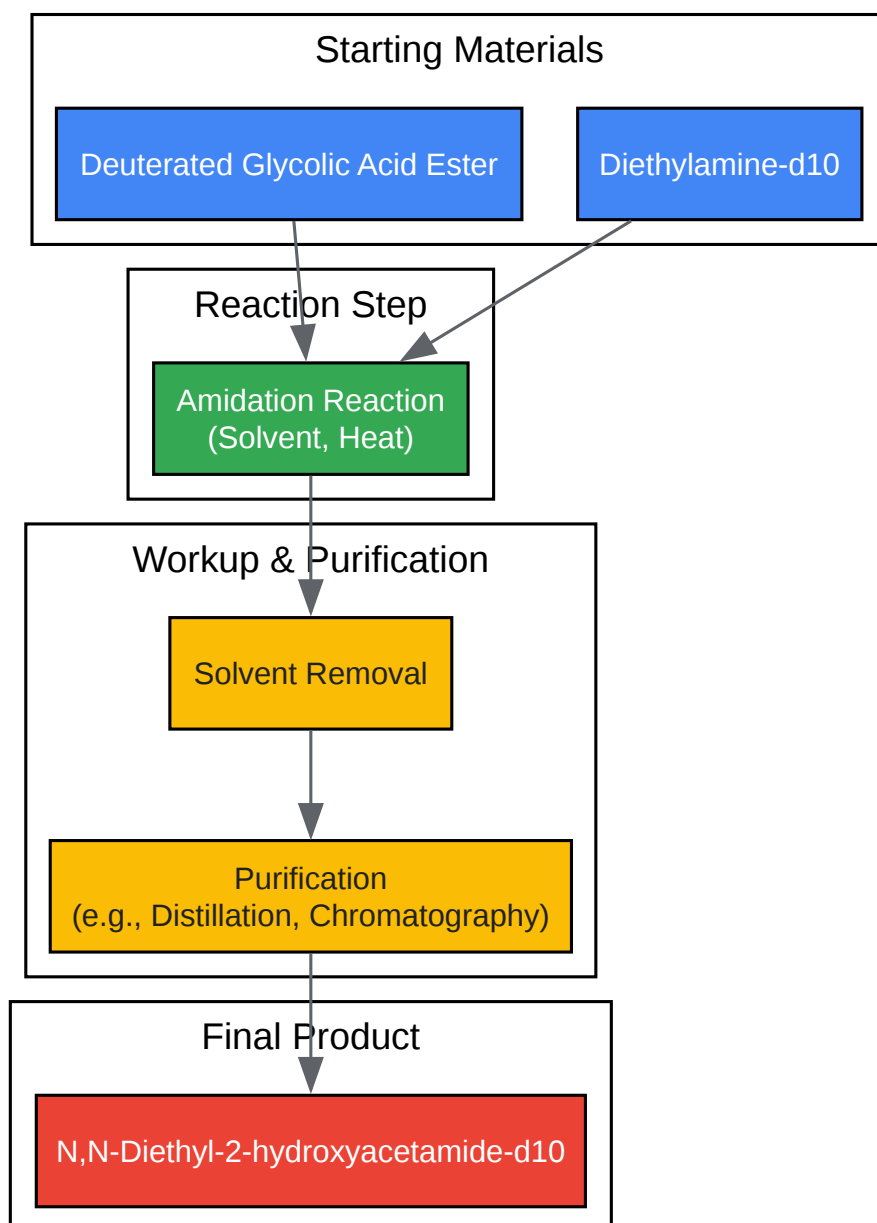 Starting Materials
Deuterated Glycolic Acid Ester
Diethylamine-d10
Reaction Step
Amidation Reaction
(Solvent, Heat)
Workup & Purification
Solvent Removal
Purification
(e.g., Distillation, Chromatography)
Final Product
N,N-Diethyl-2-hydroxyacetamide-d10